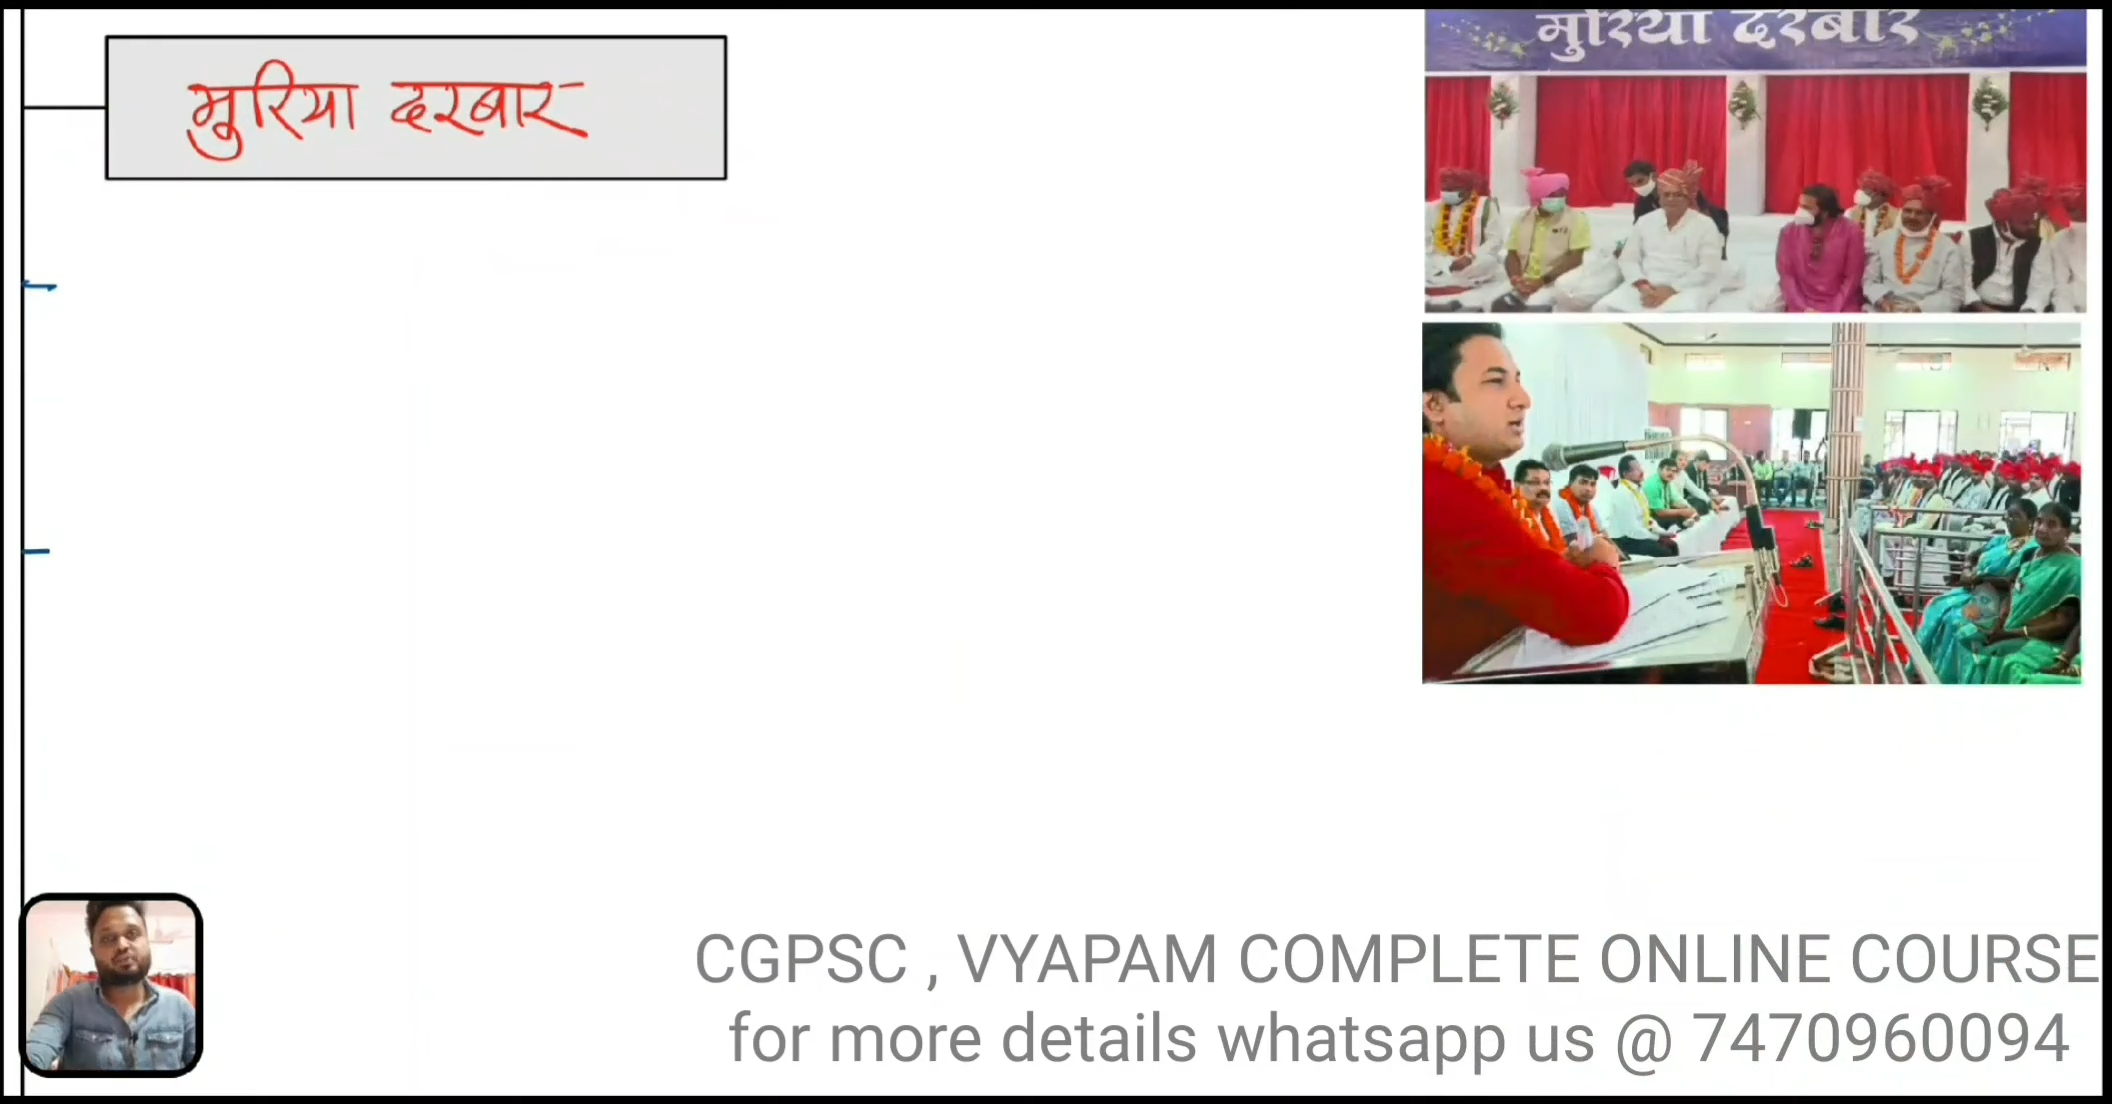 मुरिया दरबार
मुरिया दरबार
CGPSC , VYAPAM COMPLETE ONLINE COURSE
for more details whatsapp us @ 7470960094